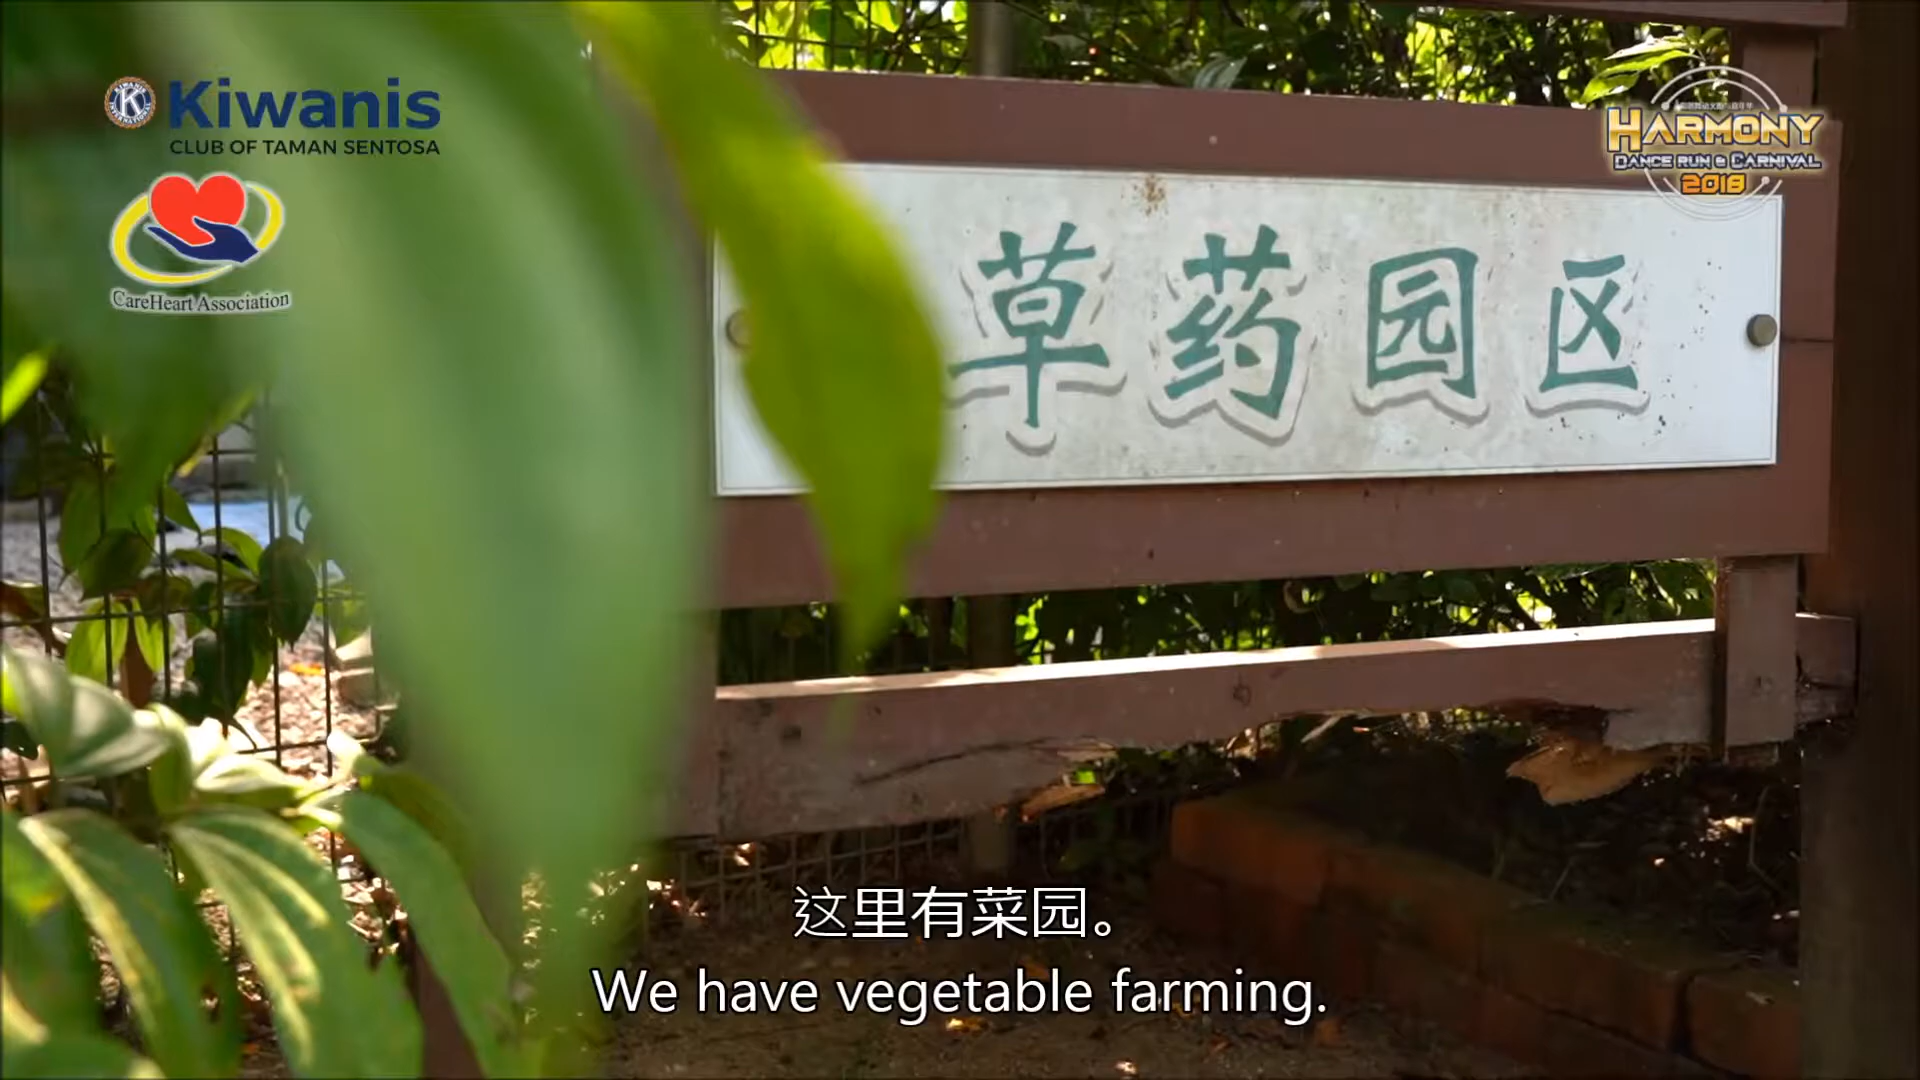 Kiwanis
CLUB OF TAMAN SENTOSA
CareHeart Association
HARMONY
DANCE RUN & CARNIVAL
2018
草药园区
这里有菜园。
We have vegetable farming.